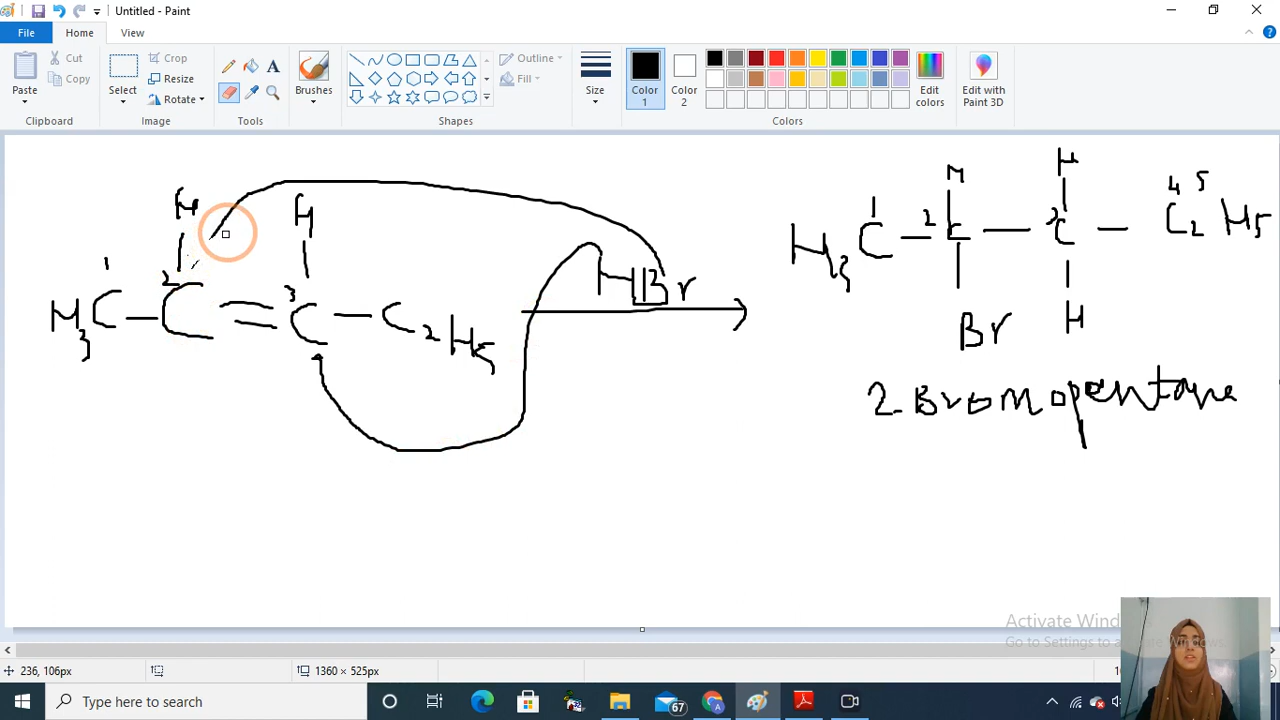 Untitled - Paint
File Home View
Paste Cut Copy Select Crop Resize Rotate Brushes Outline Fill Size Color 1 Color 2 Edit colors Edit with Paint 3D
Clipboard Image Tools Shapes Colors
H H
1 2 3
H3C C C C2H5
HBr
H H
1 2 3 4 5
H3C C C C2H5
Br H
2 Bromopentane
Activate Wind
Go to Settings to a
236, 106px 1360 × 525px
Type here to search 67